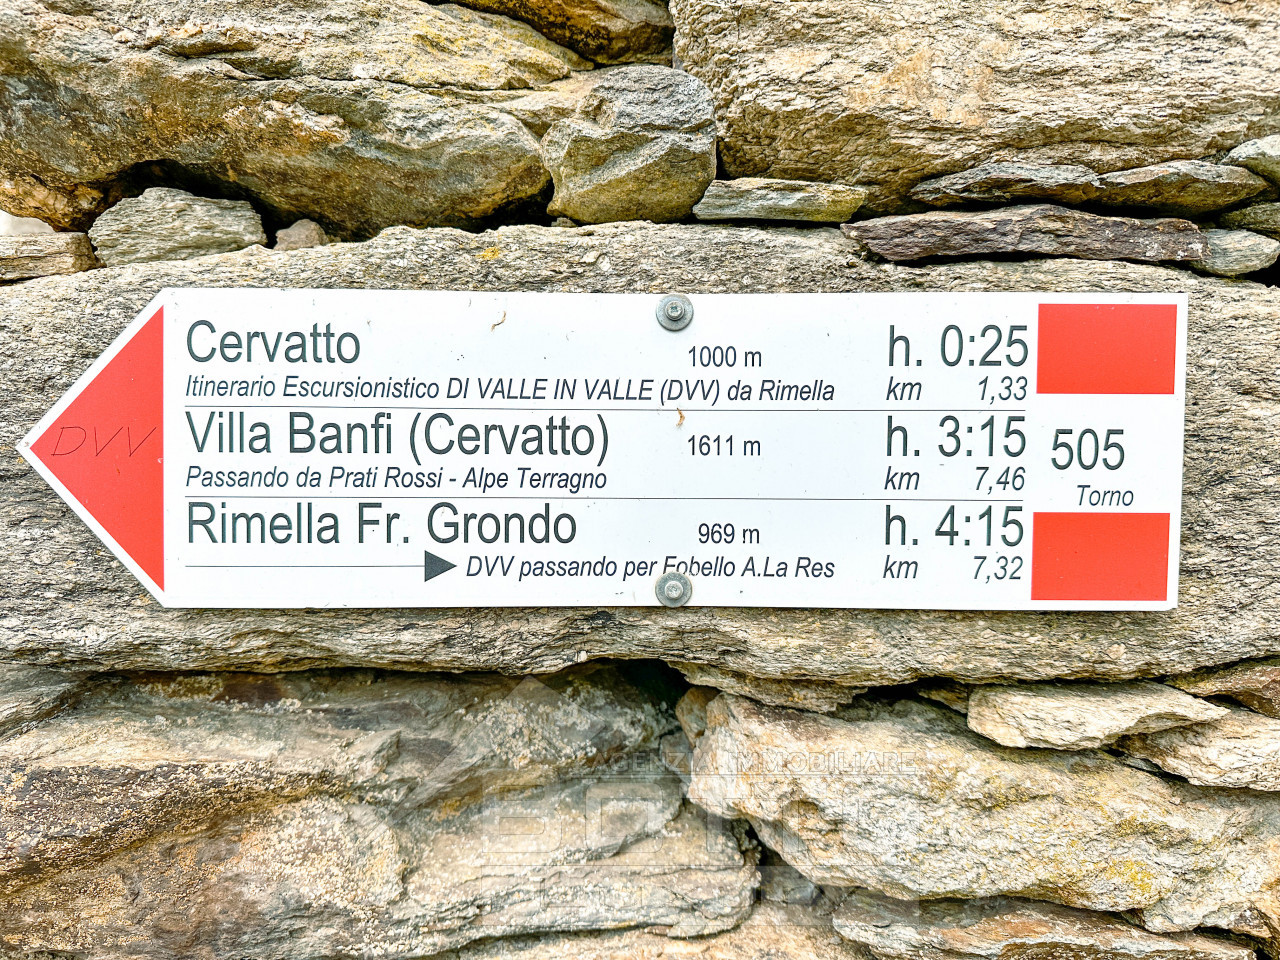 Cervatto 1000 m h. 0:25
Itinerario Escursionistico DI VALLE IN VALLE (DVV) da Rimella km 1,33
Villa Banfi (Cervatto) 1611 m h. 3:15
Passando da Prati Rossi - Alpe Terragno km 7,46
Rimella Fr. Grondo 969 m h. 4:15
DVV passando per Fobello A.La Res km 7,32
DVV
505
Torno
AGENZIA IMMOBILIARE